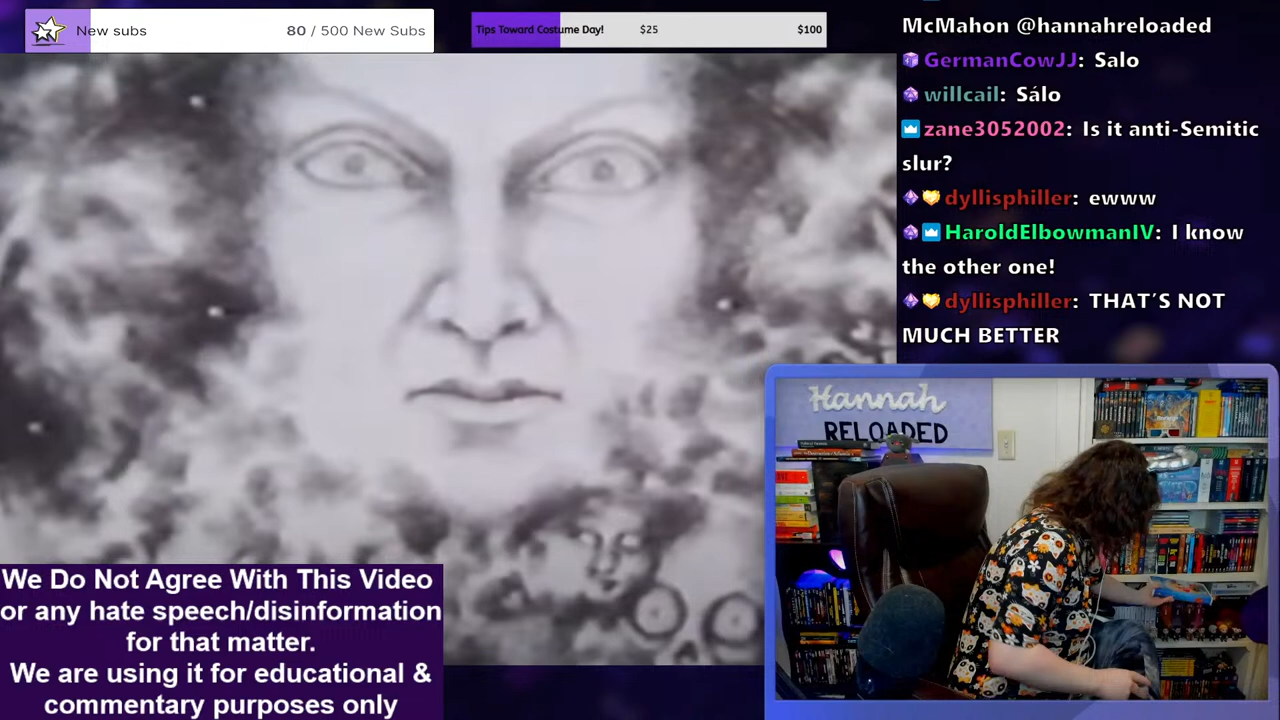 New subs
80 / 500 New Subs
Tips Toward Costume Day!
$25
$100
McMahon @hannahreloaded
GermanCowJJ: Salo
willcail: Sálo
zane3052002: Is it anti-Semitic
slur?
dyllisphiller: ewww
HaroldElbowmanIV: I know
the other one!
dyllisphiller: THAT'S NOT
MUCH BETTER
Hannah
RELOADED
We Do Not Agree With This Video
or any hate speech/disinformation
for that matter.
We are using it for educational &
commentary purposes only